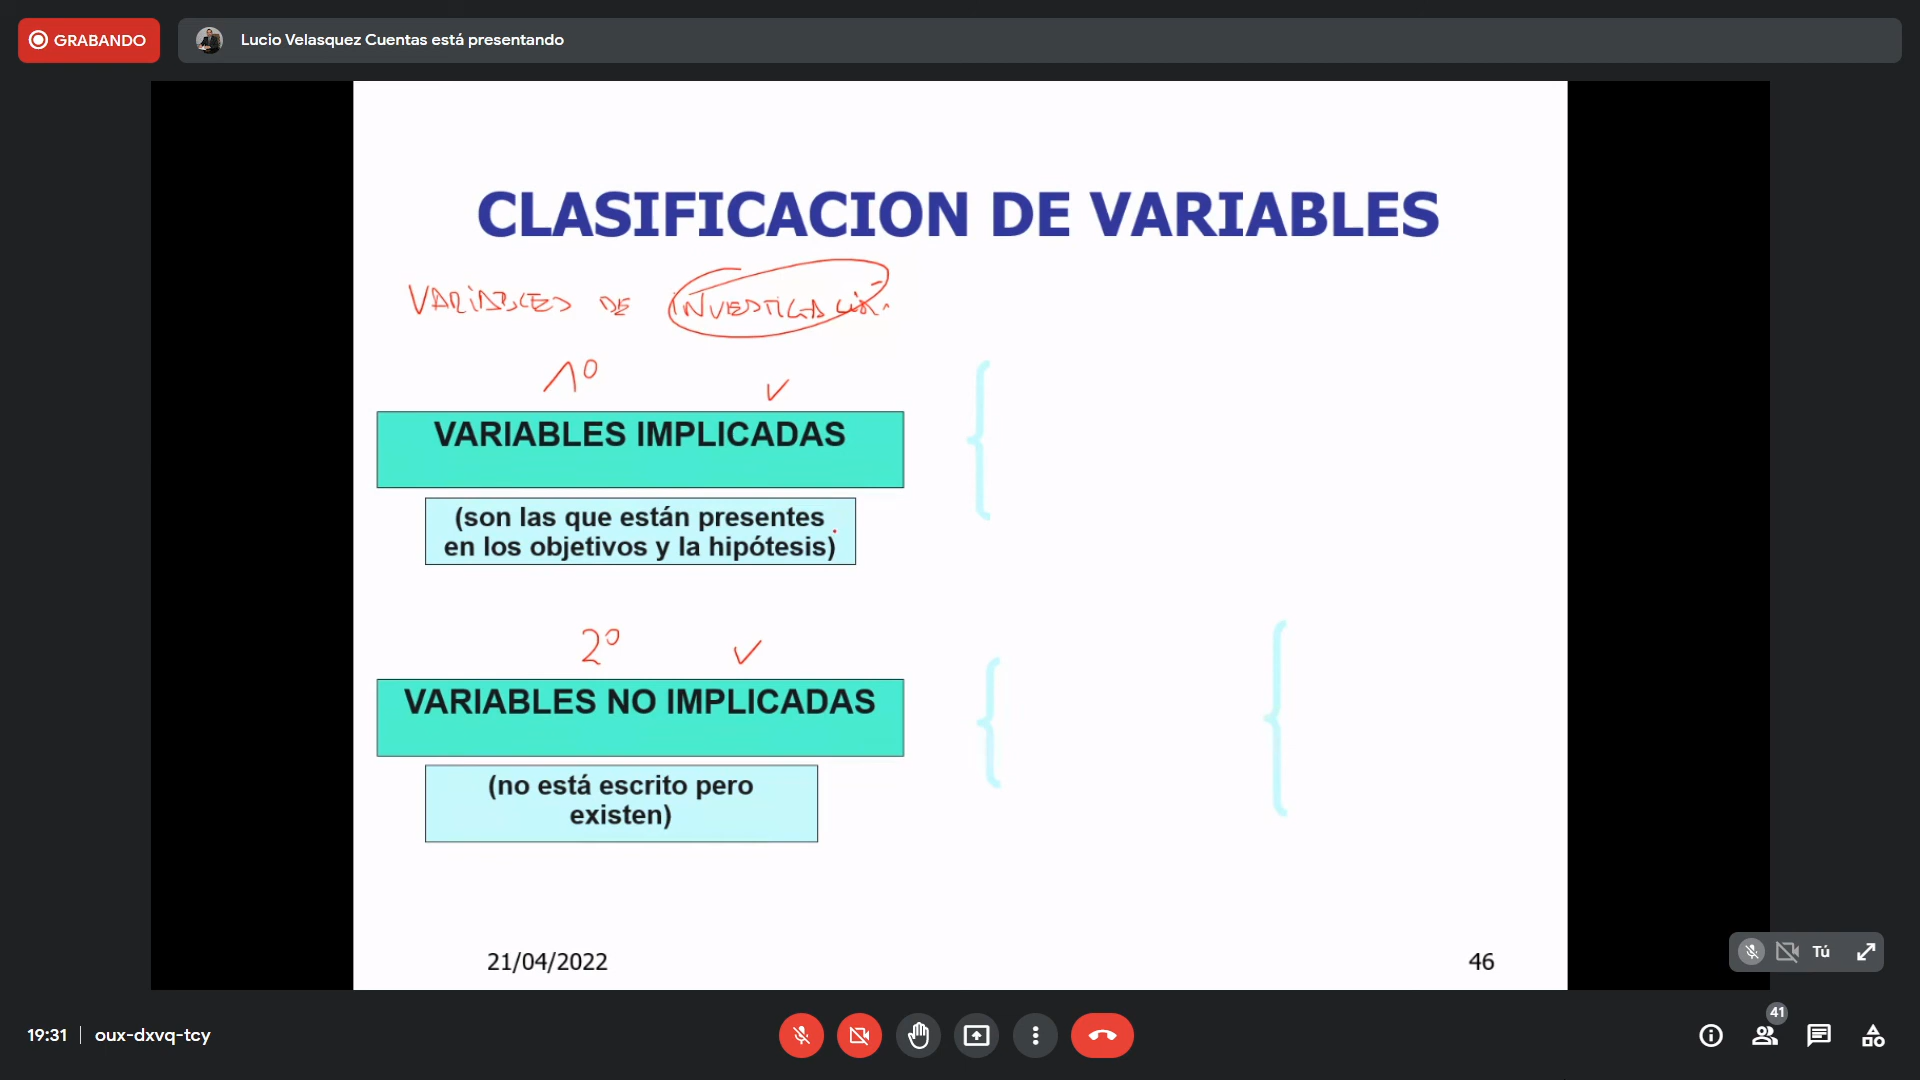 GRABANDO
Lucio Velasquez Cuentas está presentando
CLASIFICACION DE VARIABLES
VARIABLES DE INVESTIGACIÓN.
1º
VARIABLES IMPLICADAS
(son las que están presentes
en los objetivos y la hipótesis)
2º
VARIABLES NO IMPLICADAS
(no está escrito pero
existen)
21/04/2022
46
Tú
41
19:31
oux-dxvq-tcy